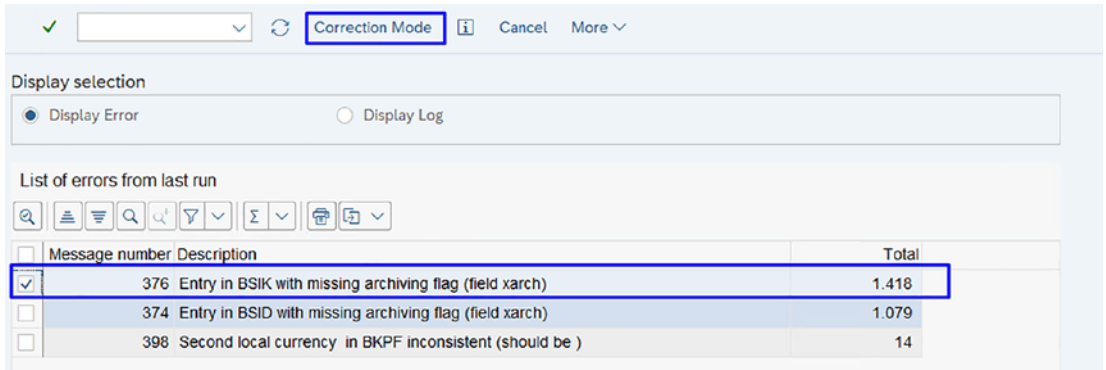 Correction Mode Cancel More
Display selection
Display Error Display Log
List of errors from last run
Message number Description Total
376 Entry in BSIK with missing archiving flag (field xarch) 1.418
374 Entry in BSID with missing archiving flag (field xarch) 1.079
398 Second local currency in BKPF inconsistent (should be ) 14